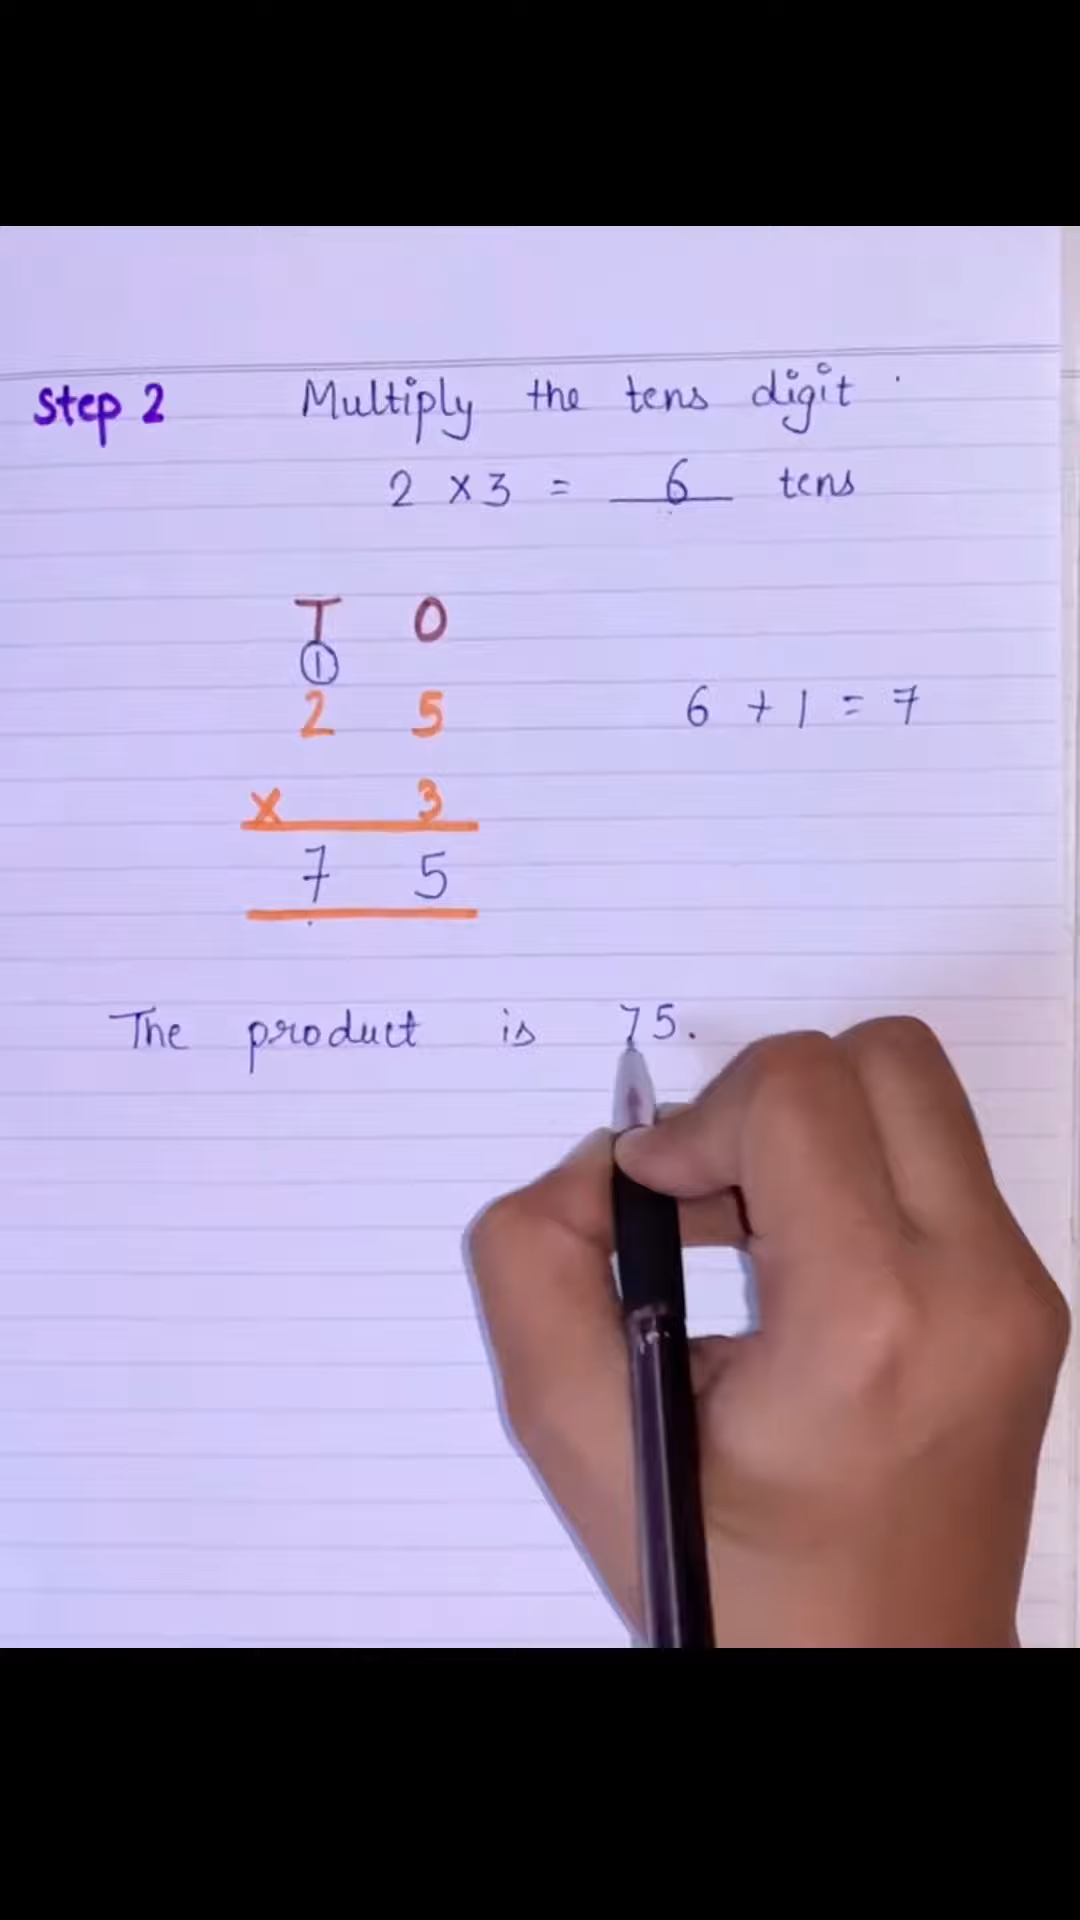 Step 2 Multiply the tens digit.
2 × 3 = 6 tens
T O
1
2 5
6 + 1 = 7
× 3
7 5
The product is 75.